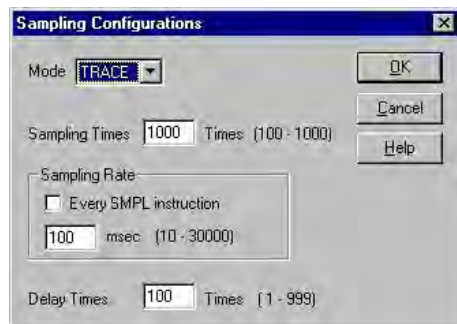 Sampling Configurations
Mode TRACE
OK
Cancel
Sampling Times 1000 Times (100 - 1000)
Help
Sampling Rate
Every SMPL instruction
100 msec (10 - 30000)
Delay Times 100 Times (1 - 999)